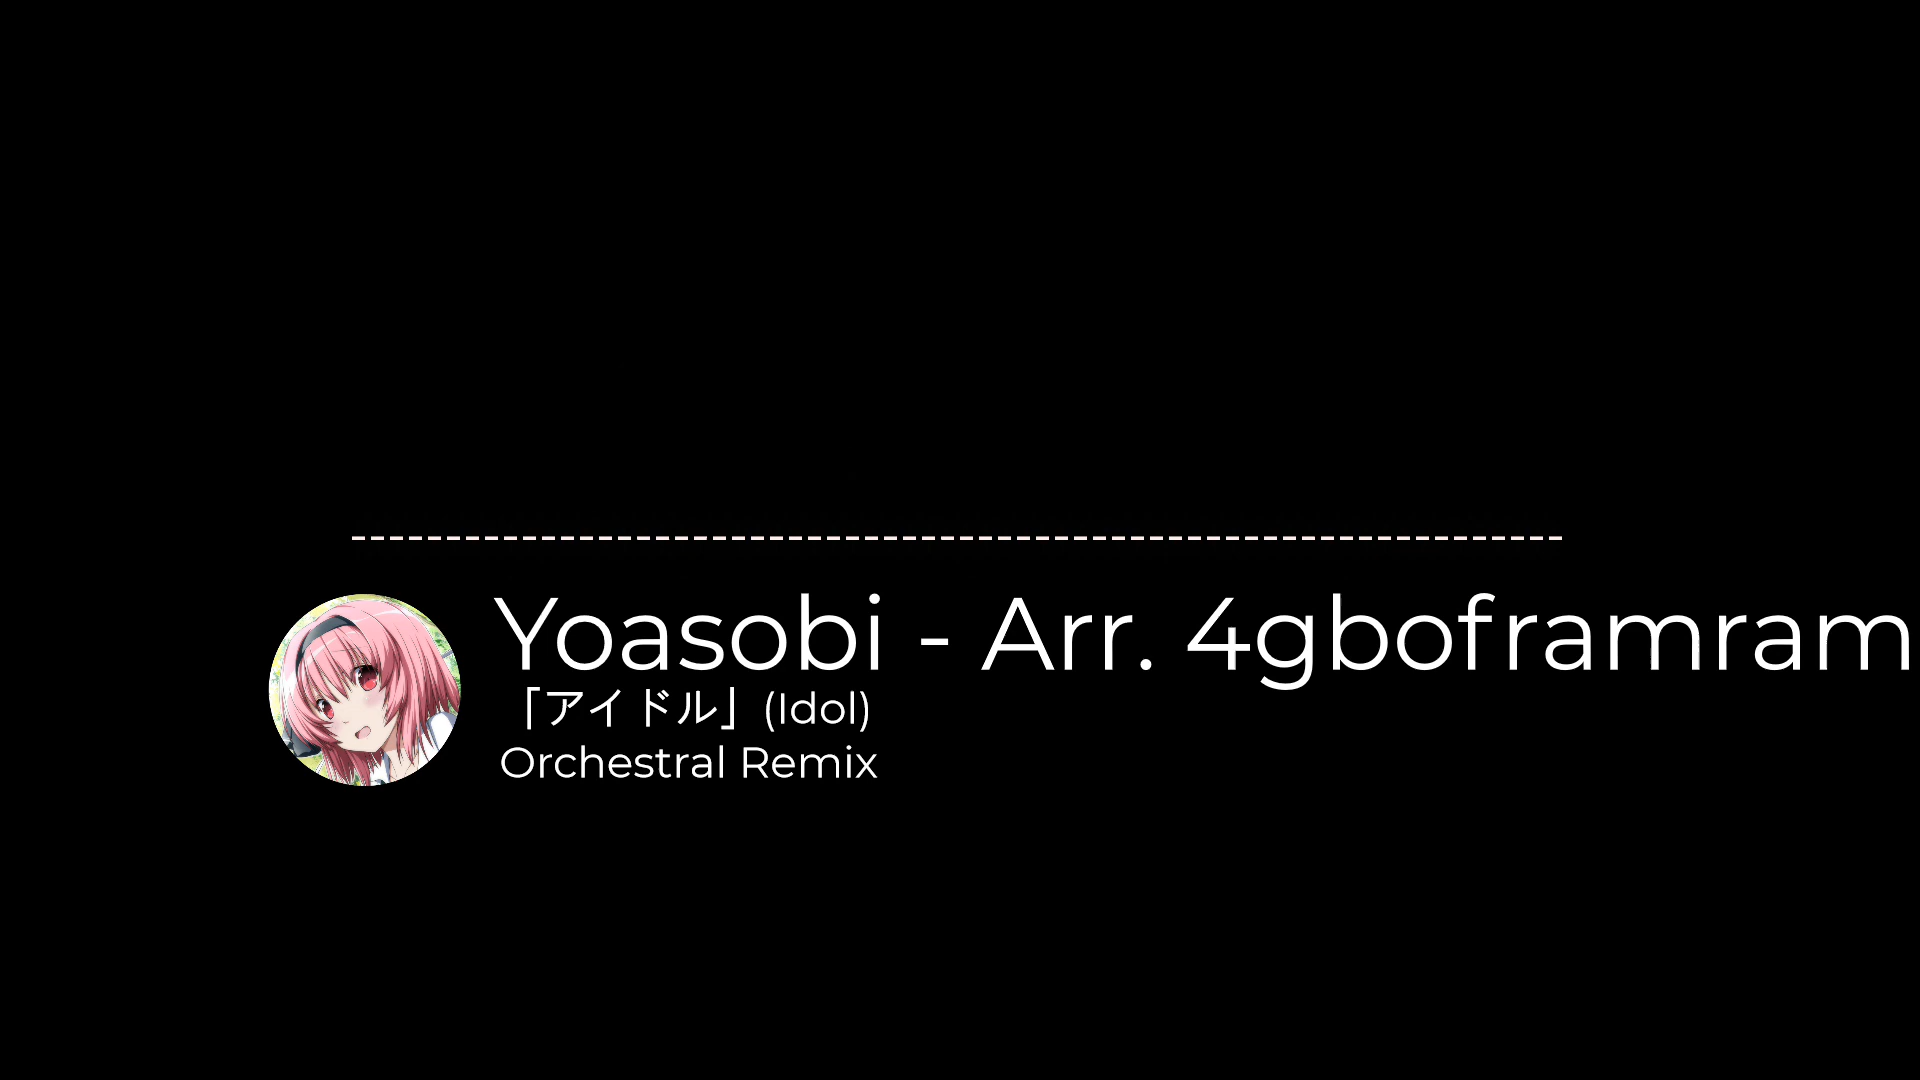 Yoasobi - Arr. 4gboframram
「アイドル」(Idol)
Orchestral Remix